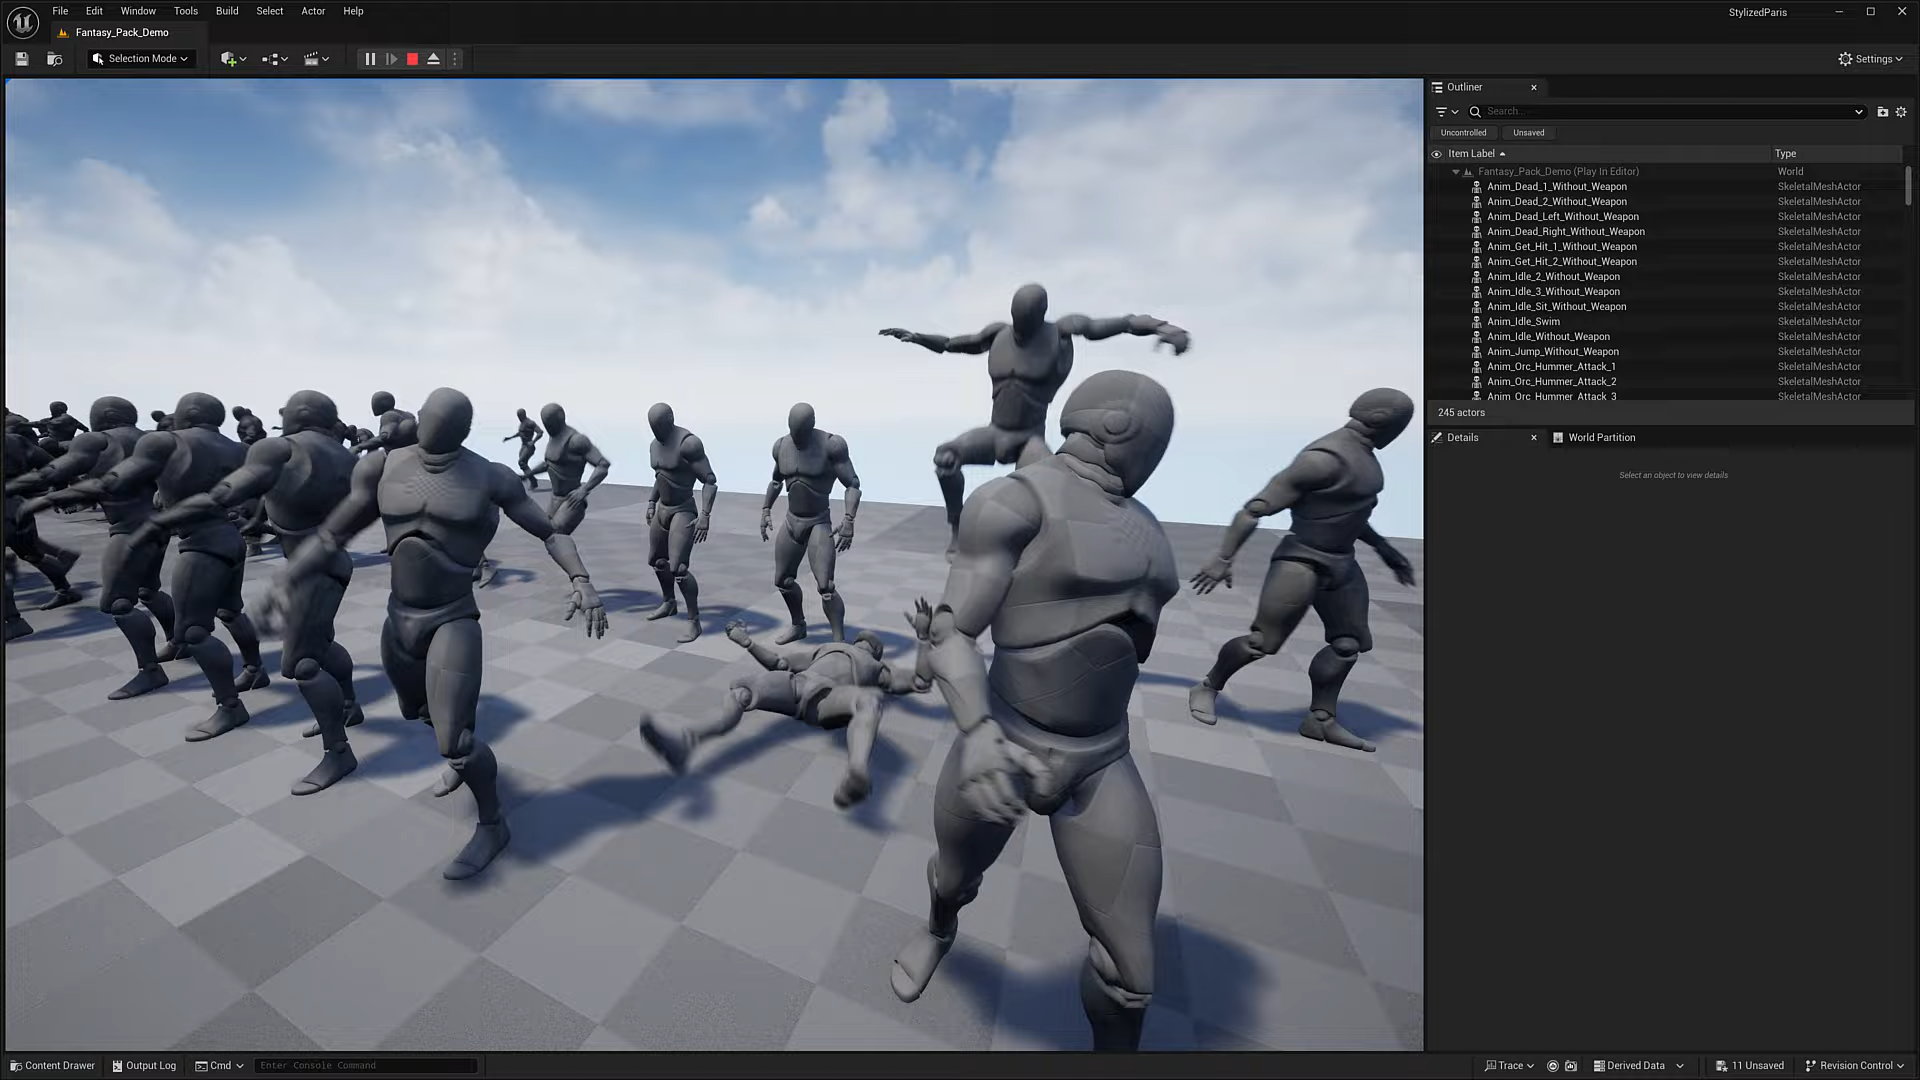 File Edit Window Tools Build Select Actor Help
StylizedParis
Fantasy_Pack_Demo
Selection Mode
Settings
Outliner
Search...
Uncontrolled Unsaved
Item Label Type
Fantasy_Pack_Demo (Play In Editor) World
Anim_Dead_1_Without_Weapon SkeletalMeshActor
Anim_Dead_2_Without_Weapon SkeletalMeshActor
Anim_Dead_Left_Without_Weapon SkeletalMeshActor
Anim_Dead_Right_Without_Weapon SkeletalMeshActor
Anim_Get_Hit_1_Without_Weapon SkeletalMeshActor
Anim_Get_Hit_2_Without_Weapon SkeletalMeshActor
Anim_Idle_2_Without_Weapon SkeletalMeshActor
Anim_Idle_3_Without_Weapon SkeletalMeshActor
Anim_Idle_Sit_Without_Weapon SkeletalMeshActor
Anim_Idle_Swim SkeletalMeshActor
Anim_Idle_Without_Weapon SkeletalMeshActor
Anim_Jump_Without_Weapon SkeletalMeshActor
Anim_Orc_Hummer_Attack_1 SkeletalMeshActor
Anim_Orc_Hummer_Attack_2 SkeletalMeshActor
Anim_Orc_Hummer_Attack_3 SkeletalMeshActor
245 actors
Details World Partition
Select an object to view details
Content Drawer Output Log Cmd Enter Console Command Trace Derived Data 11 Unsaved Revision Control